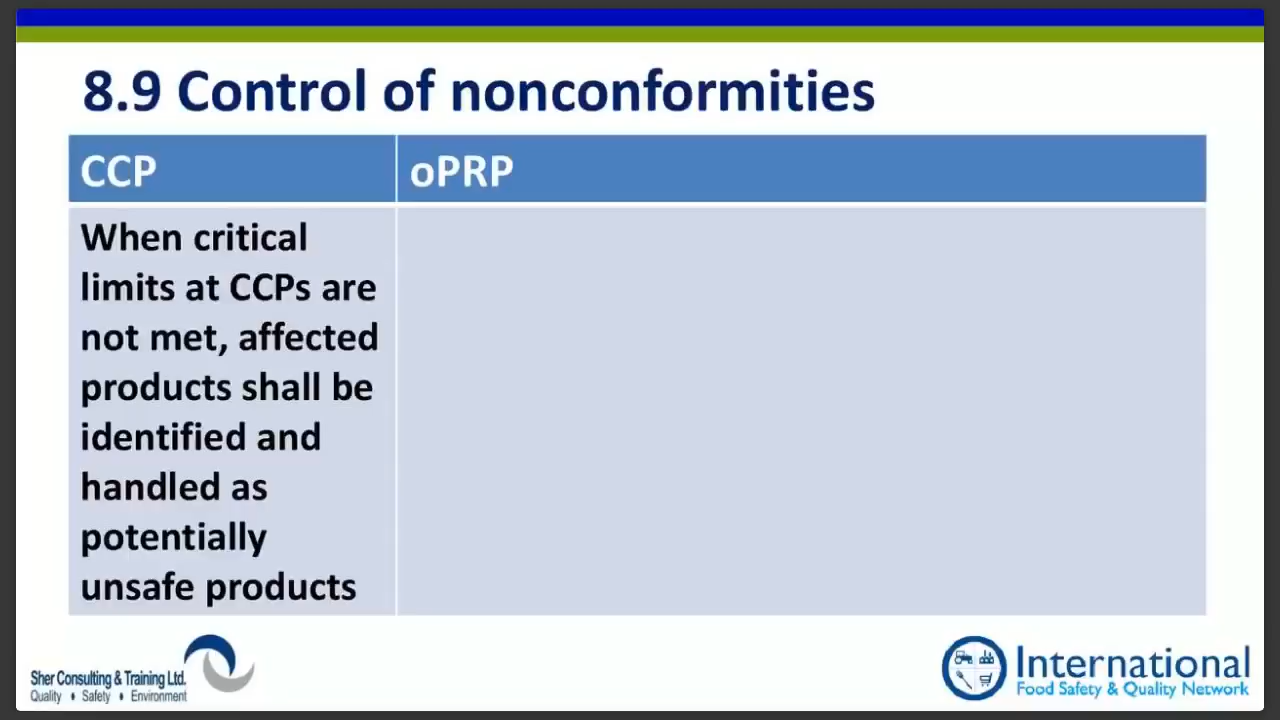 8.9 Control of nonconformities
CCP
oPRP
When critical
limits at CCPs are
not met, affected
products shall be
identified and
handled as
potentially
unsafe products
Sher Consulting & Training Ltd.
Quality • Safety • Environment
International
Food Safety & Quality Network